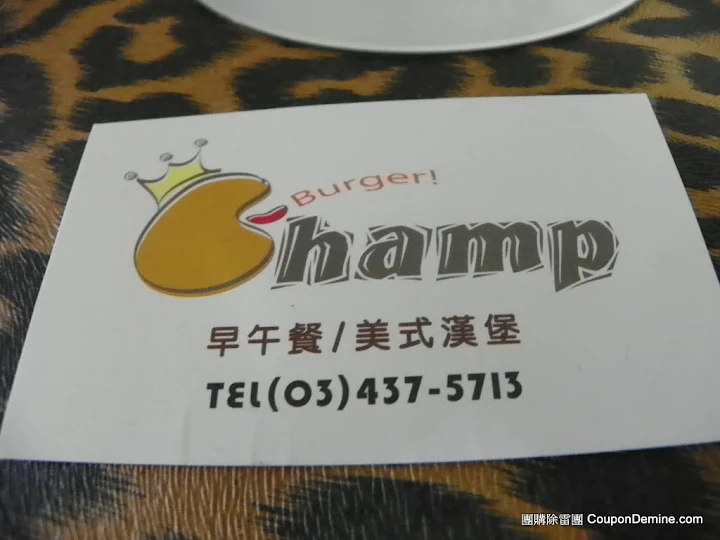 Burger!
Champ
早午餐/美式漢堡
TEL(03)437-5713
團購除雷團 CouponDemine.com